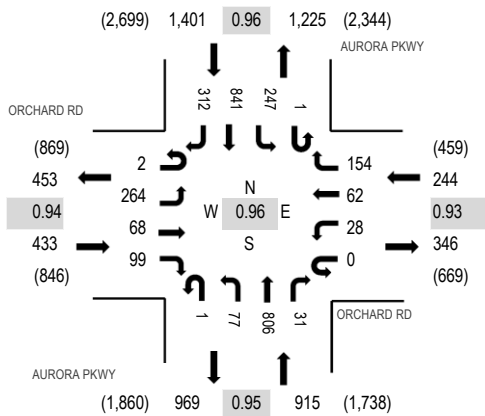 (2,699) 1,401 0.96 1,225 (2,344)
AURORA PKWY
312 841 247 1
ORCHARD RD
(869) (459)
453 2 154 244
264 N 62
0.94 W 0.96 E 0.93
68 S 28
433 346
99 0
(846) (669)
1 77 806 31
ORCHARD RD
AURORA PKWY
(1,860) 969 0.95 915 (1,738)